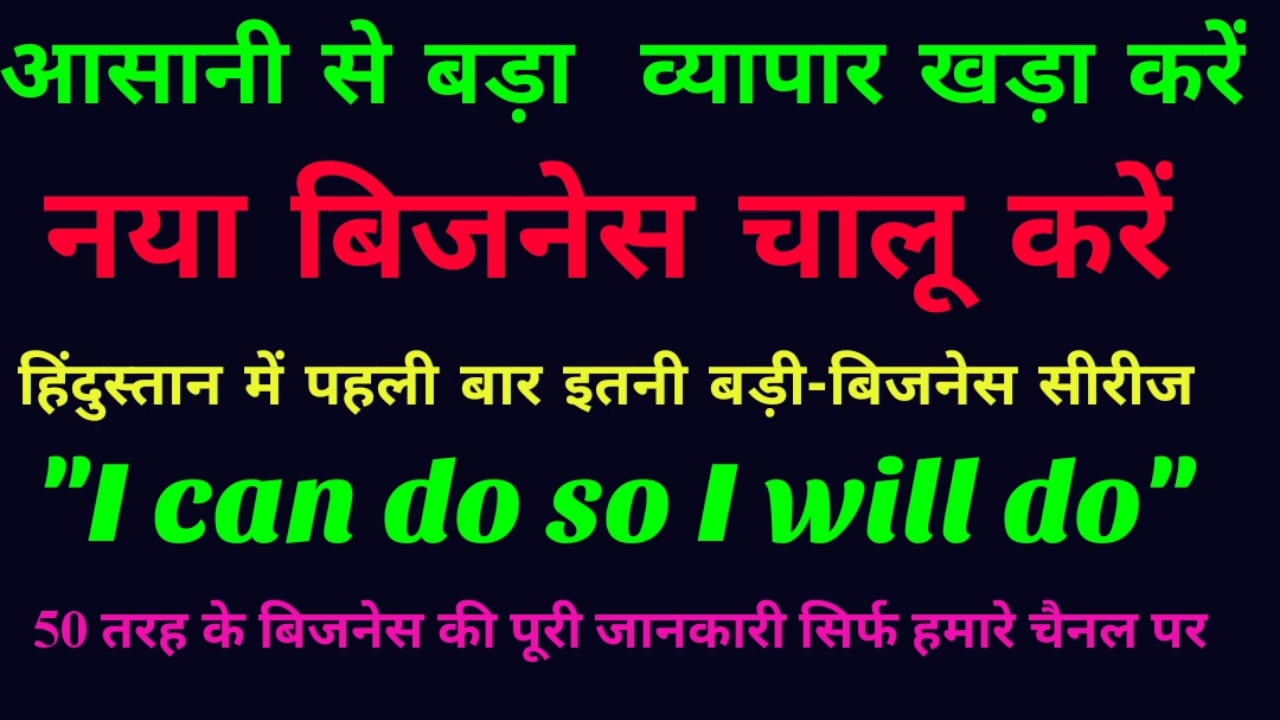 आसानी से बड़ा व्यापार खड़ा करें
नया बिजनेस चालू करें
हिंदुस्तान में पहली बार इतनी बड़ी-बिजनेस सीरीज
"I can do so I will do"
50 तरह के बिजनेस की पूरी जानकारी सिर्फ हमारे चैनल पर